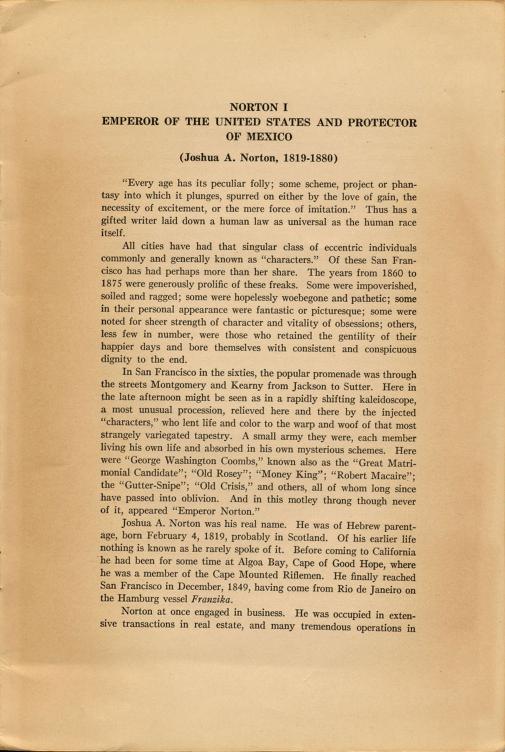 NORTON I
EMPEROR OF THE UNITED STATES AND PROTECTOR
OF MEXICO
(Joshua A. Norton, 1819-1880)
"Every age has its peculiar folly; some scheme, project or phan-
tasy into which it plunges, spurred on either by the love of gain, the
necessity of excitement, or the mere force of imitation." Thus has a
gifted writer laid down a human law as universal as the human race
itself.
All cities have had that singular class of eccentric individuals
commonly and generally known as "characters." Of these San Fran-
cisco has had perhaps more than her share. The years from 1860 to
1875 were generously prolific of these freaks. Some were impoverished,
soiled and ragged; some were hopelessly woebegone and pathetic; some
in their personal appearance were fantastic or picturesque; some were
noted for sheer strength of character and vitality of obsessions; others,
less few in number, were those who retained the gentility of their
happier days and bore themselves with consistent and conspicuous
dignity to the end.
In San Francisco in the sixties, the popular promenade was through
the streets Montgomery and Kearny from Jackson to Sutter. Here in
the late afternoon might be seen as in a rapidly shifting kaleidoscope,
a most unusual procession, relieved here and there by the injected
"characters," who lent life and color to the warp and woof of that most
strangely variegated tapestry. A small army they were, each member
living his own life and absorbed in his own mysterious schemes. Here
were "George Washington Coombs," known also as the "Great Matri-
monial Candidate"; "Old Rosey"; "Money King"; "Robert Macaire";
the "Gutter-Snipe"; "Old Crisis," and others, all of whom long since
have passed into oblivion. And in this motley throng though never
of it, appeared "Emperor Norton."
Joshua A. Norton was his real name. He was of Hebrew parent-
age, born February 4, 1819, probably in Scotland. Of his earlier life
nothing is known as he rarely spoke of it. Before coming to California
he had been for some time at Algoa Bay, Cape of Good Hope, where
he was a member of the Cape Mounted Riflemen. He finally reached
San Francisco in December, 1849, having come from Rio de Janeiro on
the Hamburg vessel Franzika.
Norton at once engaged in business. He was occupied in exten-
sive transactions in real estate, and many tremendous operations in